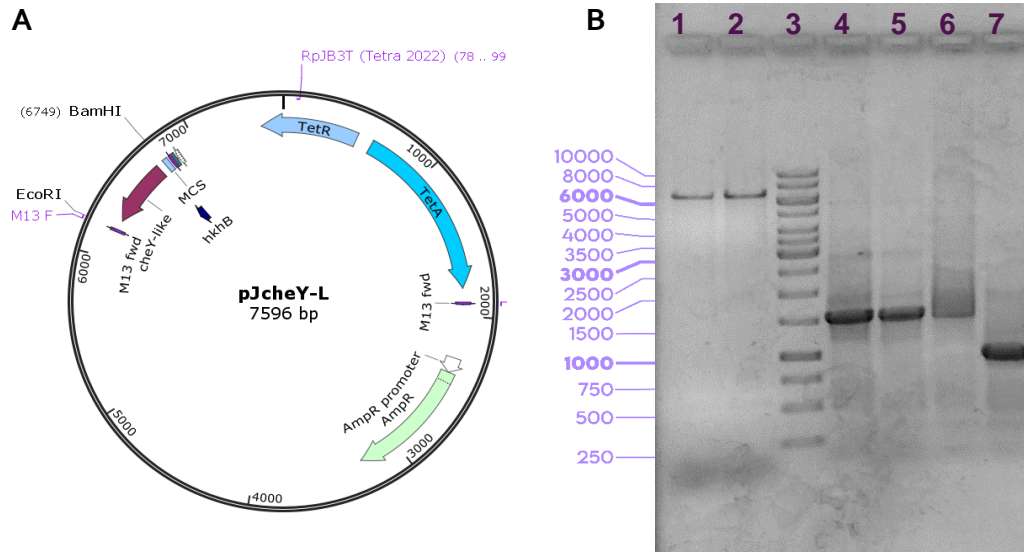 A
B
RpJB3T (Tetra 2022) (78 .. 99
(6749) BamHI
7000
TetR
1000
EcoRI
M13 F
MCS
TetA
hkhB
cheY-like
M13 fwd
6000
pJcheY-L
7596 bp
M13 fwd
2000
AmpR promoter
AmpR
3000
5000
4000
1 2 3 4 5 6 7
10000
8000
6000
5000
4000
3500
3000
2500
2000
1500
1000
750
500
250